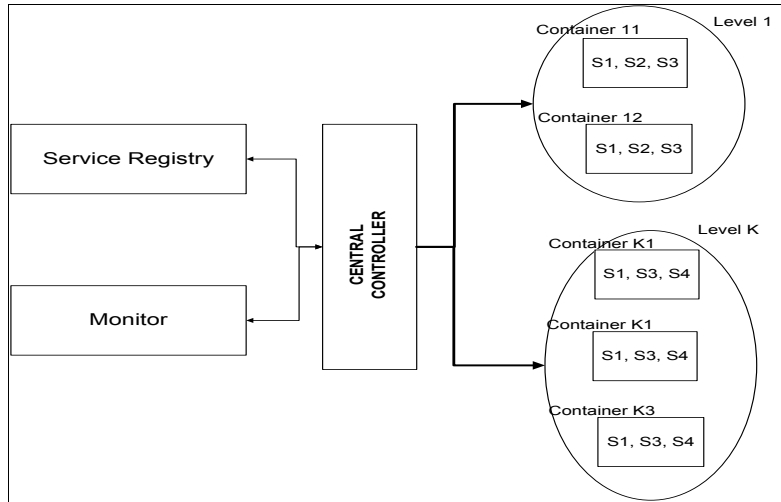 Service Registry
Monitor
CENTRAL
CONTROLLER
Level 1
Container 11
S1, S2, S3
Container 12
S1, S2, S3
Level K
Container K1
S1, S3, S4
Container K1
S1, S3, S4
Container K3
S1, S3, S4